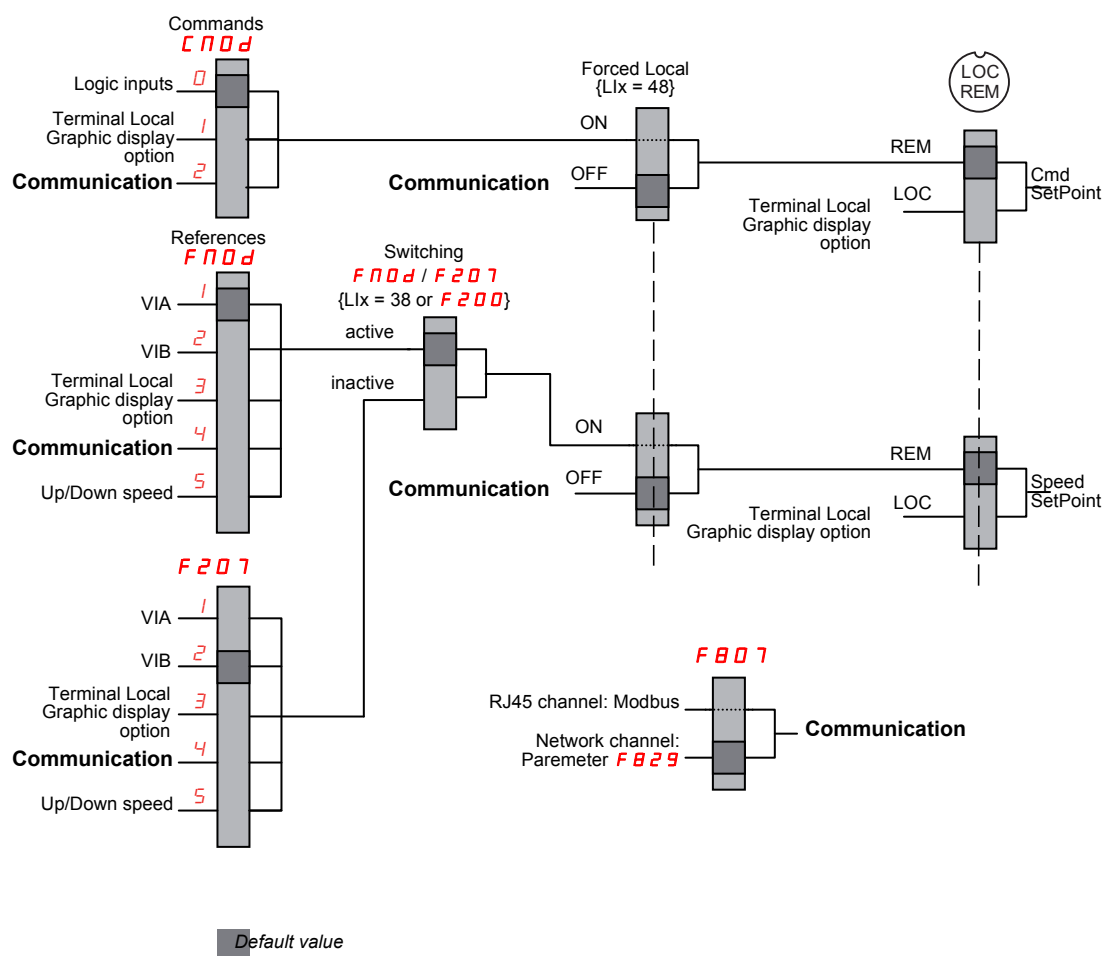 Commands
CNOd
Logic inputs 0
Terminal Local
Graphic display
option
1
Communication 2
References
FNOd
VIA 1
VIB 2
Terminal Local
Graphic display
option
3
Communication 4
Up/Down speed 5
F207
VIA 1
VIB 2
Terminal Local
Graphic display
option
3
Communication 4
Up/Down speed 5
Switching
FNOd / F207
{LIx = 38 or F200}
active
inactive
Forced Local
{LIx = 48}
ON
Communication OFF
ON
Communication OFF
LOC
REM
REM
LOC
Terminal Local
Graphic display
option
Cmd
SetPoint
REM
LOC
Terminal Local
Graphic display option
Speed
SetPoint
F807
RJ45 channel: Modbus
Network channel:
Paremeter F829
Communication
Default value